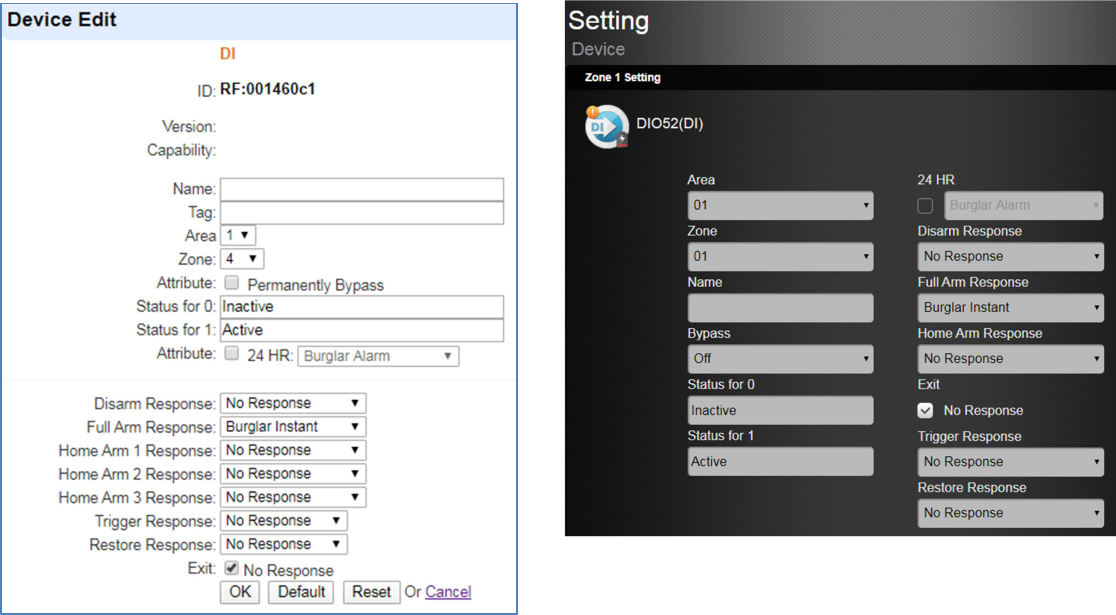 Device Edit
DI
ID: RF:001460c1
Version:
Capability:
Name:
Tag:
Area 1
Zone: 4
Attribute: Permanently Bypass
Status for 0: Inactive
Status for 1: Active
Attribute: 24 HR: Burglar Alarm
Disarm Response: No Response
Full Arm Response: Burglar Instant
Home Arm 1 Response: No Response
Home Arm 2 Response: No Response
Home Arm 3 Response: No Response
Trigger Response: No Response
Restore Response: No Response
Exit: No Response
OK Default Reset Or Cancel
Setting
Device
Zone 1 Setting
DI DIO52(DI)
Area
01
Zone
01
Name
Bypass
Off
Status for 0
Inactive
Status for 1
Active
24 HR
Burglar Alarm
Disarm Response
No Response
Full Arm Response
Burglar Instant
Home Arm Response
No Response
Exit
No Response
Trigger Response
No Response
Restore Response
No Response